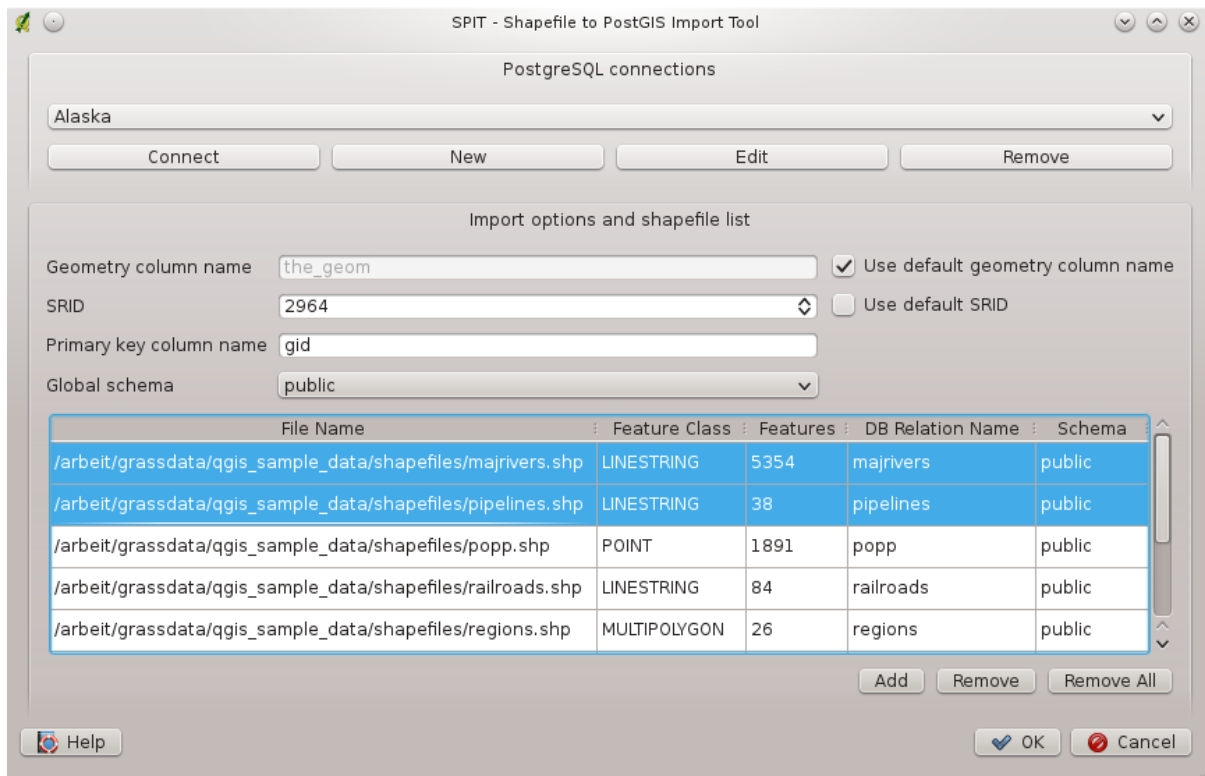 SPIT - Shapefile to PostGIS Import Tool
PostgreSQL connections
Alaska
Connect New Edit Remove
Import options and shapefile list
Geometry column name the_geom Use default geometry column name
SRID 2964 Use default SRID
Primary key column name gid
Global schema public
File Name Feature Class Features DB Relation Name Schema
/arbeit/grassdata/qgis_sample_data/shapefiles/majrivers.shp LINESTRING 5354 majrivers public
/arbeit/grassdata/qgis_sample_data/shapefiles/pipelines.shp LINESTRING 38 pipelines public
/arbeit/grassdata/qgis_sample_data/shapefiles/popp.shp POINT 1891 popp public
/arbeit/grassdata/qgis_sample_data/shapefiles/railroads.shp LINESTRING 84 railroads public
/arbeit/grassdata/qgis_sample_data/shapefiles/regions.shp MULTIPOLYGON 26 regions public
Add Remove Remove All
Help OK Cancel